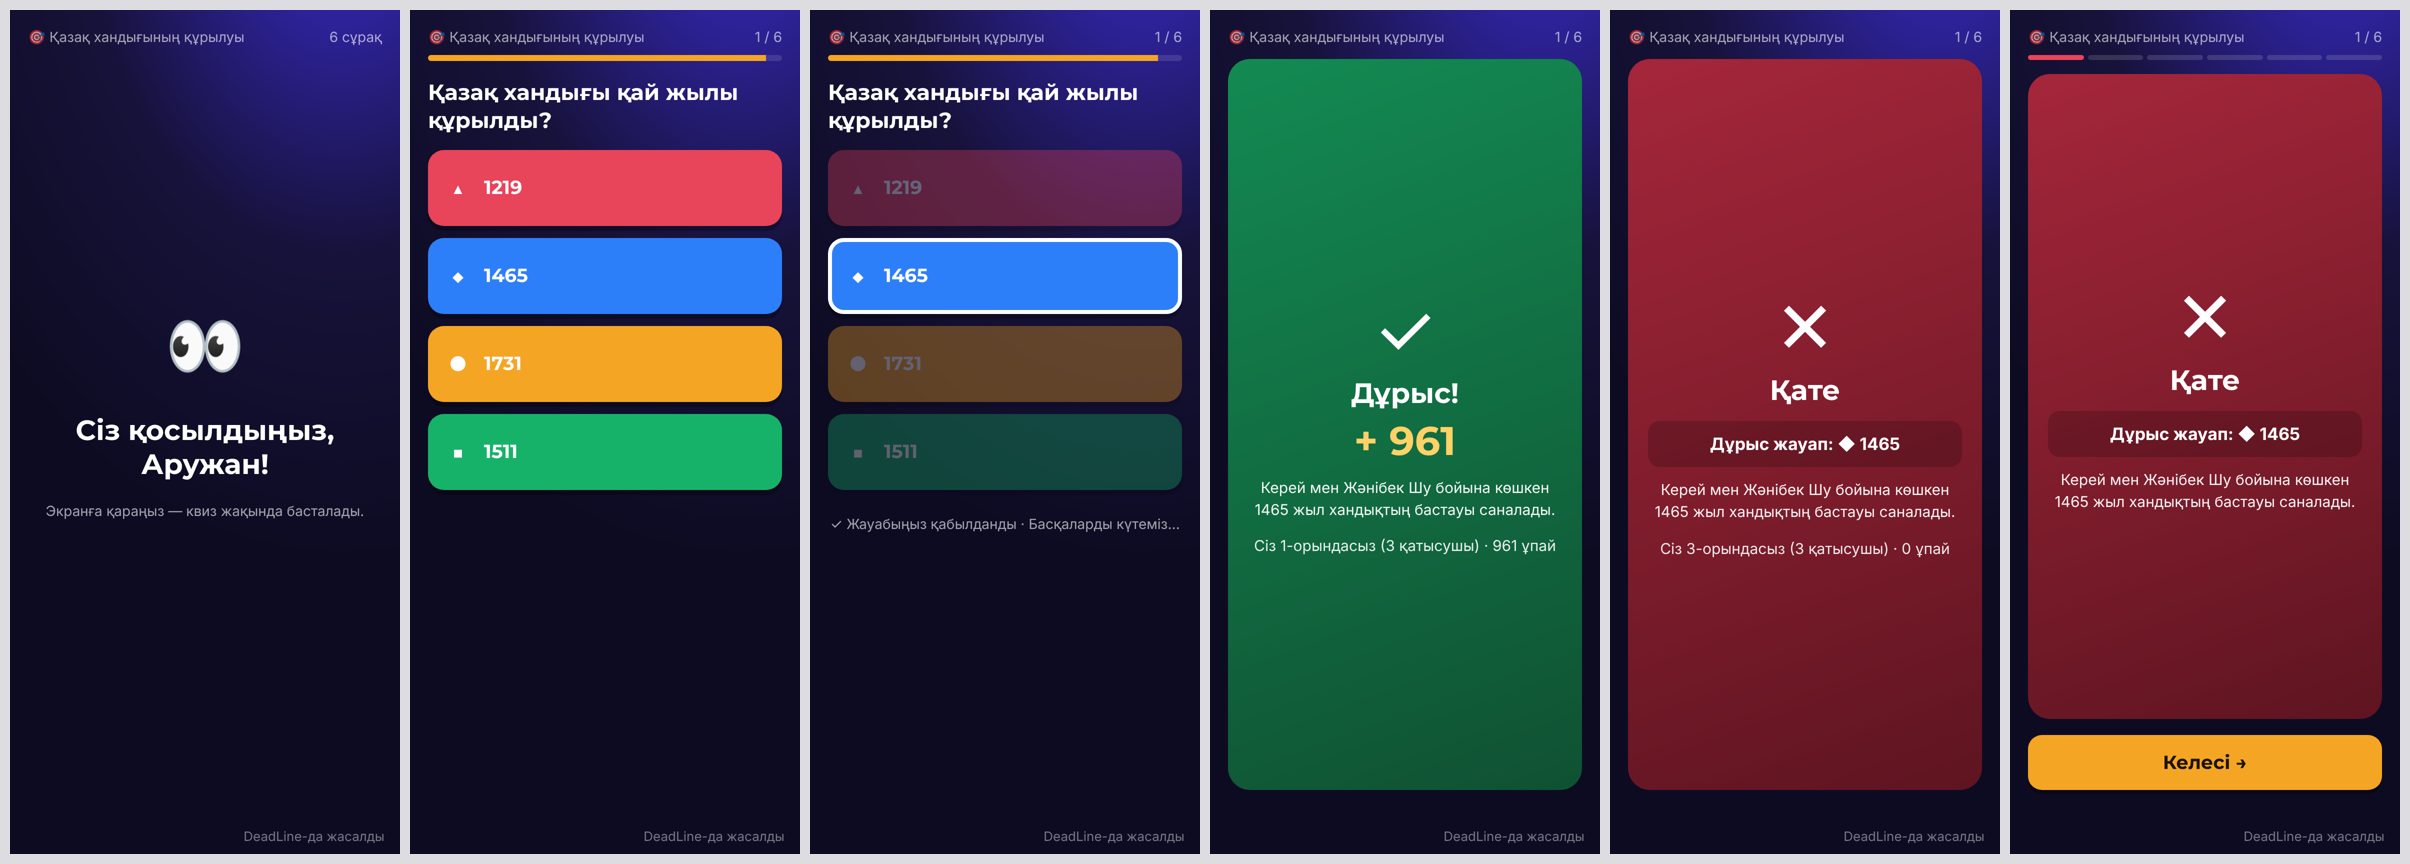 🎯 Қазақ хандығының құрылуы 6 сұрақ
Сіз қосылдыңыз,
Аружан!
Экранға қараңыз — квиз жақында басталады.
DeadLine-да жасалды
🎯 Қазақ хандығының құрылуы 1 / 6
Қазақ хандығы қай жылы
құрылды?
▲ 1219
◆ 1465
● 1731
■ 1511
DeadLine-да жасалды
🎯 Қазақ хандығының құрылуы 1 / 6
Қазақ хандығы қай жылы
құрылды?
▲ 1219
◆ 1465
● 1731
■ 1511
✓ Жауабыңыз қабылданды · Басқаларды күтеміз...
DeadLine-да жасалды
🎯 Қазақ хандығының құрылуы 1 / 6
Дұрыс!
+ 961
Керей мен Жәнібек Шу бойына көшкен
1465 жыл хандықтың бастауы саналады.
Сіз 1-орындасыз (3 қатысушы) · 961 ұпай
DeadLine-да жасалды
🎯 Қазақ хандығының құрылуы 1 / 6
Қате
Дұрыс жауап: ◆ 1465
Керей мен Жәнібек Шу бойына көшкен
1465 жыл хандықтың бастауы саналады.
Сіз 3-орындасыз (3 қатысушы) · 0 ұпай
DeadLine-да жасалды
🎯 Қазақ хандығының құрылуы 1 / 6
Қате
Дұрыс жауап: ◆ 1465
Керей мен Жәнібек Шу бойына көшкен
1465 жыл хандықтың бастауы саналады.
Келесі →
DeadLine-да жасалды